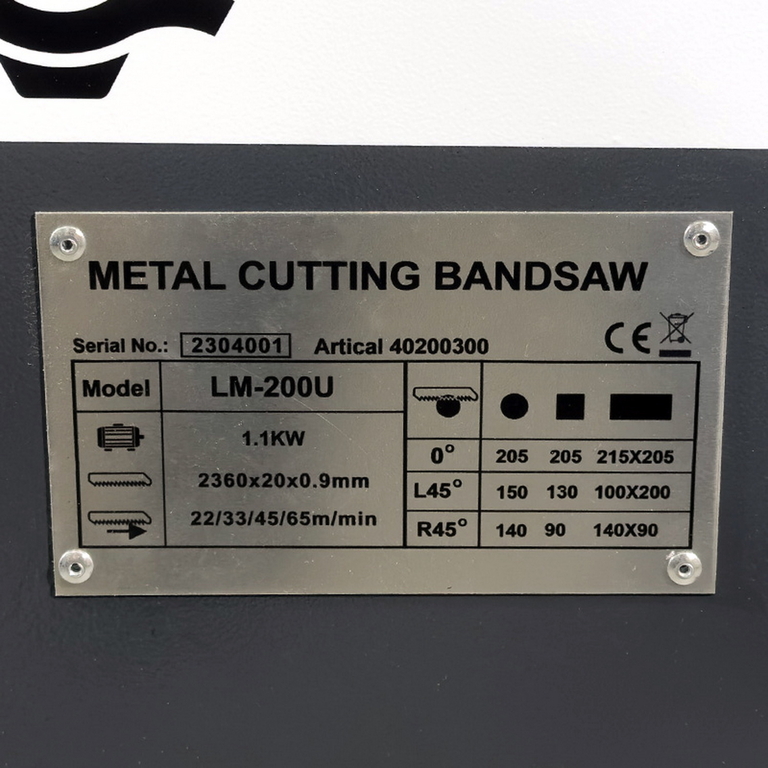 METAL CUTTING BANDSAW
Serial No.: 2304001 Artical 40200300
CE
Model LM-200U
1.1KW
2360x20x0.9mm
22/33/45/65m/min
0° 205 205 215X205
L45° 150 130 100X200
R45° 140 90 140X90